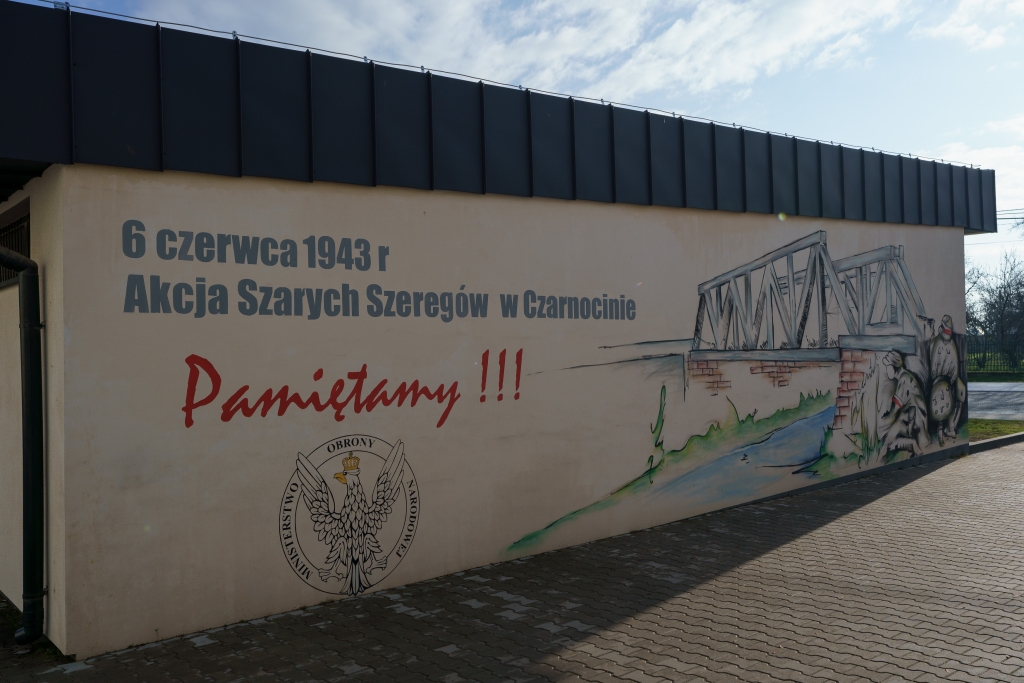 6 czerwca 1943 r
Akcja Szarych Szeregów w Czarnocinie
Pamiętamy !!!
MINISTERSTWO OBRONY NARODOWEJ